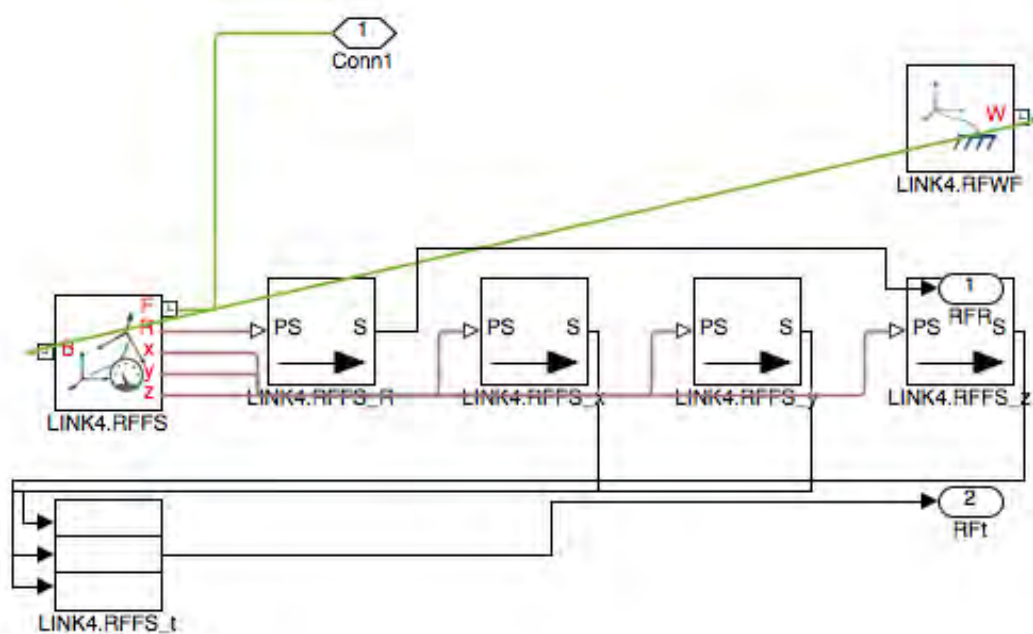 1
Conn1
W
LINK4.RFWF
F
B
R
x
y
z
LINK4.RFFS
PS S
LINK4.RFFS_R
PS S
LINK4.RFFS_x
PS S
LINK4.RFFS_y
PS S
LINK4.RFFS_z
1
RFR
2
RFt
LINK4.RFFS_t